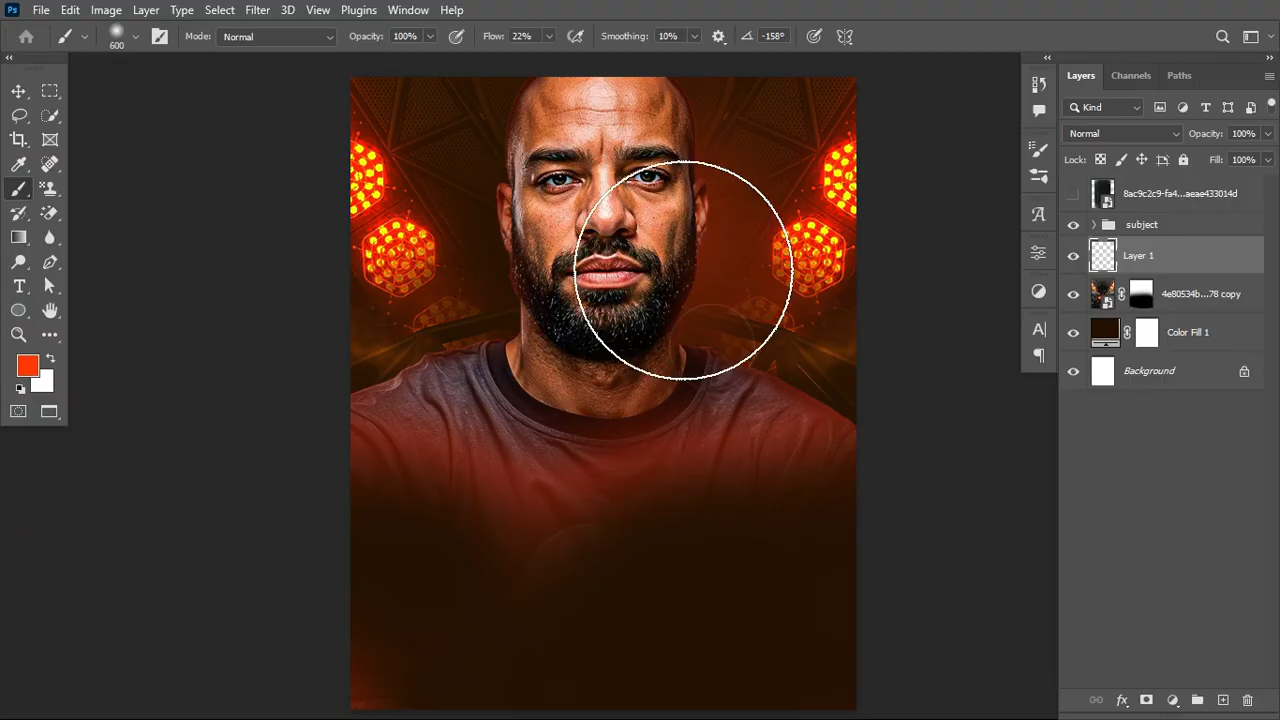 Ps File Edit Image Layer Type Select Filter 3D View Plugins Window Help
600 Mode: Normal Opacity: 100% Flow: 22% Smoothing: 10% -158°
Layers Channels Paths
Kind
Normal Opacity: 100%
Lock: Fill: 100%
8ac9c2c9-fa4...aeae433014d
subject
Layer 1
4e80534b...78 copy
Color Fill 1
Background